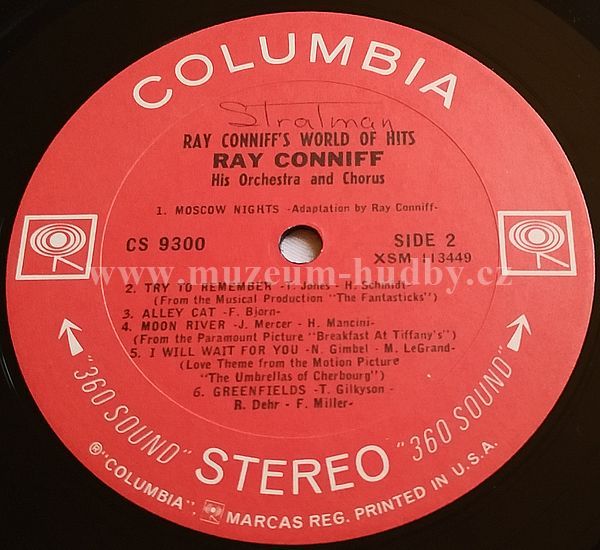 COLUMBIA
Stratman
RAY CONNIFF'S WORLD OF HITS
RAY CONNIFF
His Orchestra and Chorus
1. MOSCOW NIGHTS -Adaptation by Ray Conniff-
CS 9300
SIDE 2
XSM 113449
www.muzeum-hudby.cz
2. TRY TO REMEMBER -T. Jones - H. Schmidt-
(From the Musical Production "The Fantasticks")
3. ALLEY CAT -F. Bjorn-
4. MOON RIVER -J. Mercer - H. Mancini-
(From the Paramount Picture "Breakfast At Tiffany's")
5. I WILL WAIT FOR YOU -N. Gimbel - M. LeGrand-
(Love Theme from the Motion Picture
"The Umbrellas of Cherbourg")
6. GREENFIELDS -T. Gilkyson -
R. Dehr - F. Miller-
"360 SOUND" STEREO "360 SOUND"
® "COLUMBIA", MARCAS REG. PRINTED IN U.S.A.